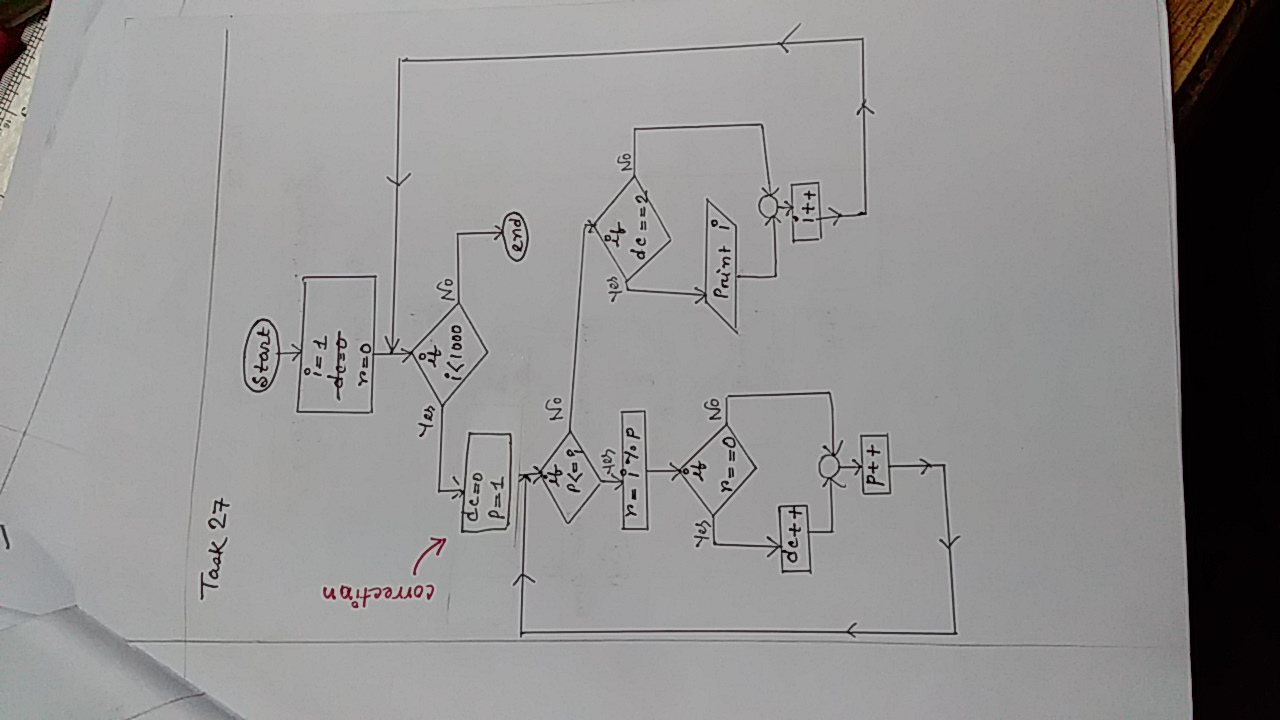 Task 27
Start
i = 1
dc=0
r=0
correction
if
i<1000
Yes
No
dc=0
P=1
end
if
P<=i
No
Yes
r = i % P
if
dc==2
Yes
No
if
r==0
Yes
No
Print i
dc++
i++
P++